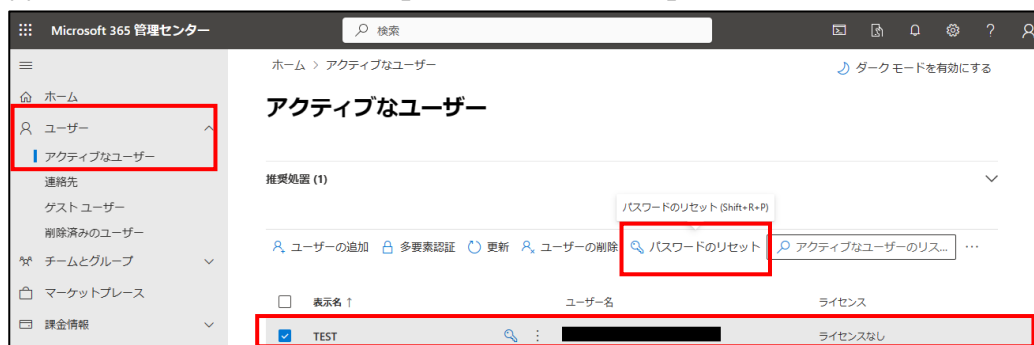 Microsoft 365 管理センター
検索
ホーム > アクティブなユーザー
ダーク モードを有効にする
ホーム
ユーザー
アクティブなユーザー
連絡先
ゲスト ユーザー
削除済みのユーザー
チームとグループ
マーケットプレース
課金情報
アクティブなユーザー
推奨処置 (1)
パスワードのリセット (Shift+R+P)
ユーザーの追加 多要素認証 更新 ユーザーの削除 パスワードのリセット アクティブなユーザーのリス... ...
表示名 ↑ ユーザー名 ライセンス
TEST ライセンスなし